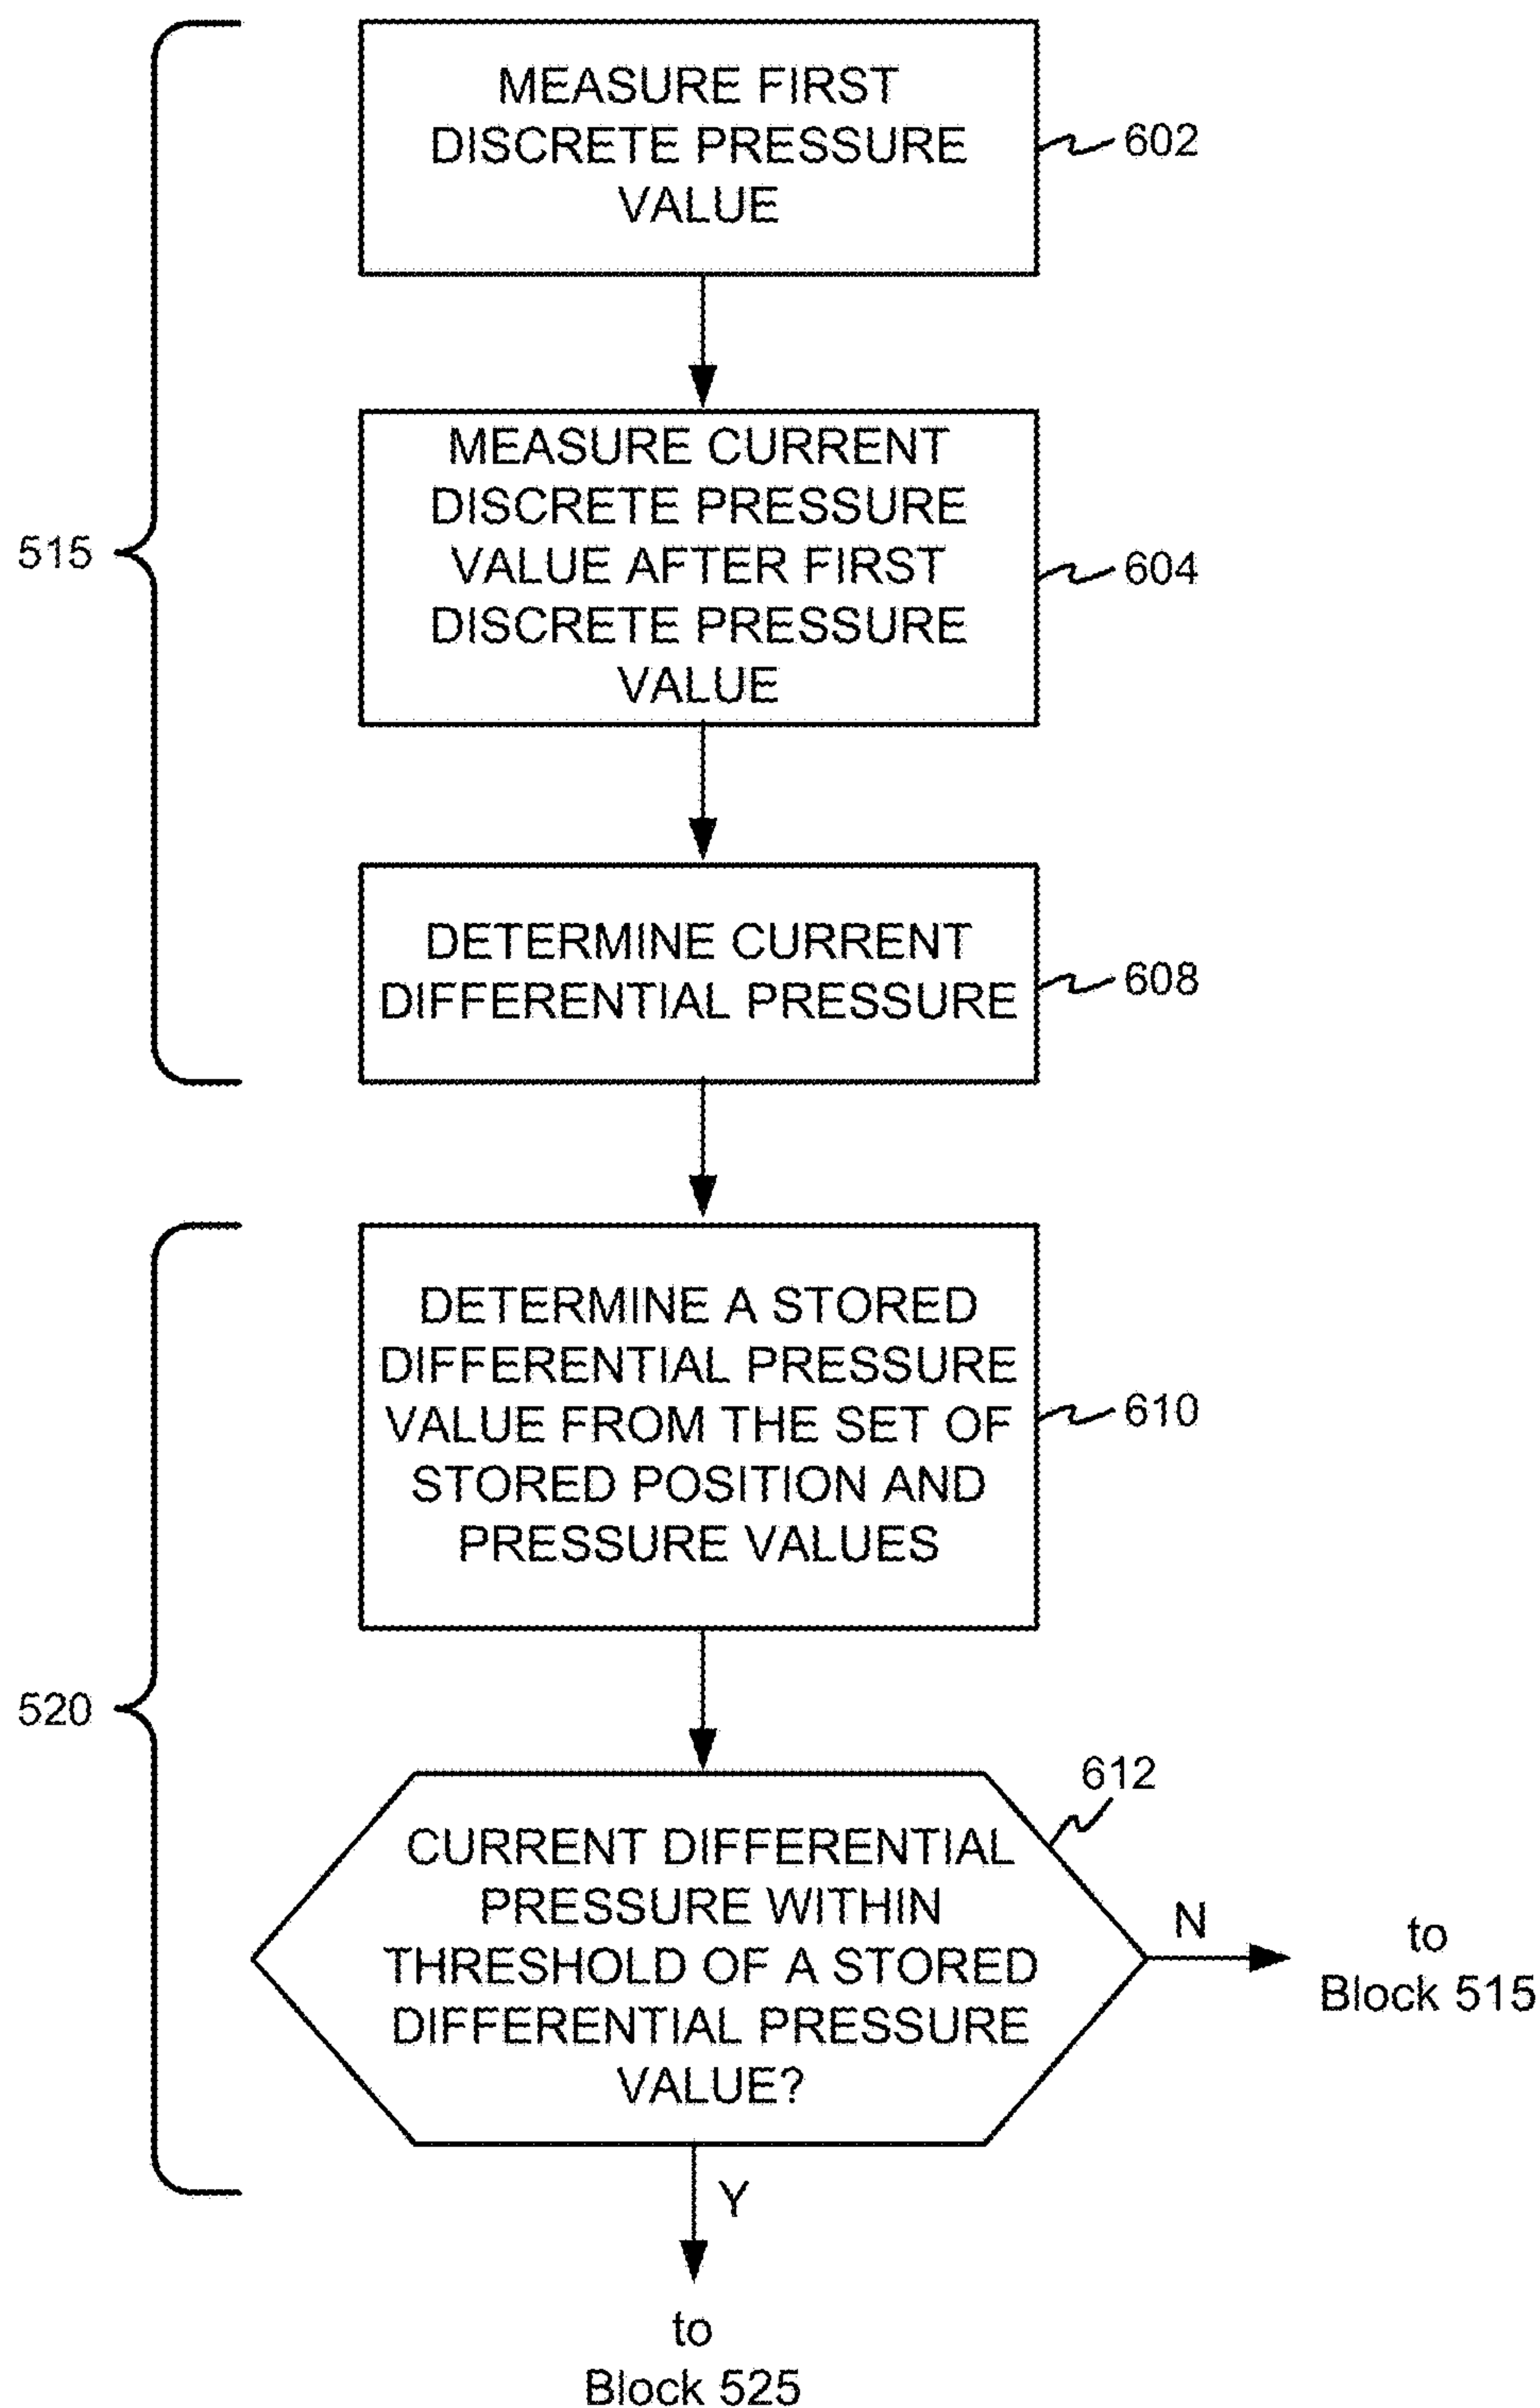 MEASURE FIRST
DISCRETE PRESSURE
VALUE
602
MEASURE CURRENT
DISCRETE PRESSURE
VALUE AFTER FIRST
DISCRETE PRESSURE
VALUE
604
515
DETERMINE CURRENT
DIFFERENTIAL PRESSURE
608
DETERMINE A STORED
DIFFERENTIAL PRESSURE
VALUE FROM THE SET OF
STORED POSITION AND
PRESSURE VALUES
610
520
612
CURRENT DIFFERENTIAL
PRESSURE WITHIN
THRESHOLD OF A STORED
DIFFERENTIAL PRESSURE
VALUE?
N
to
Block 515
Y
to
Block 525